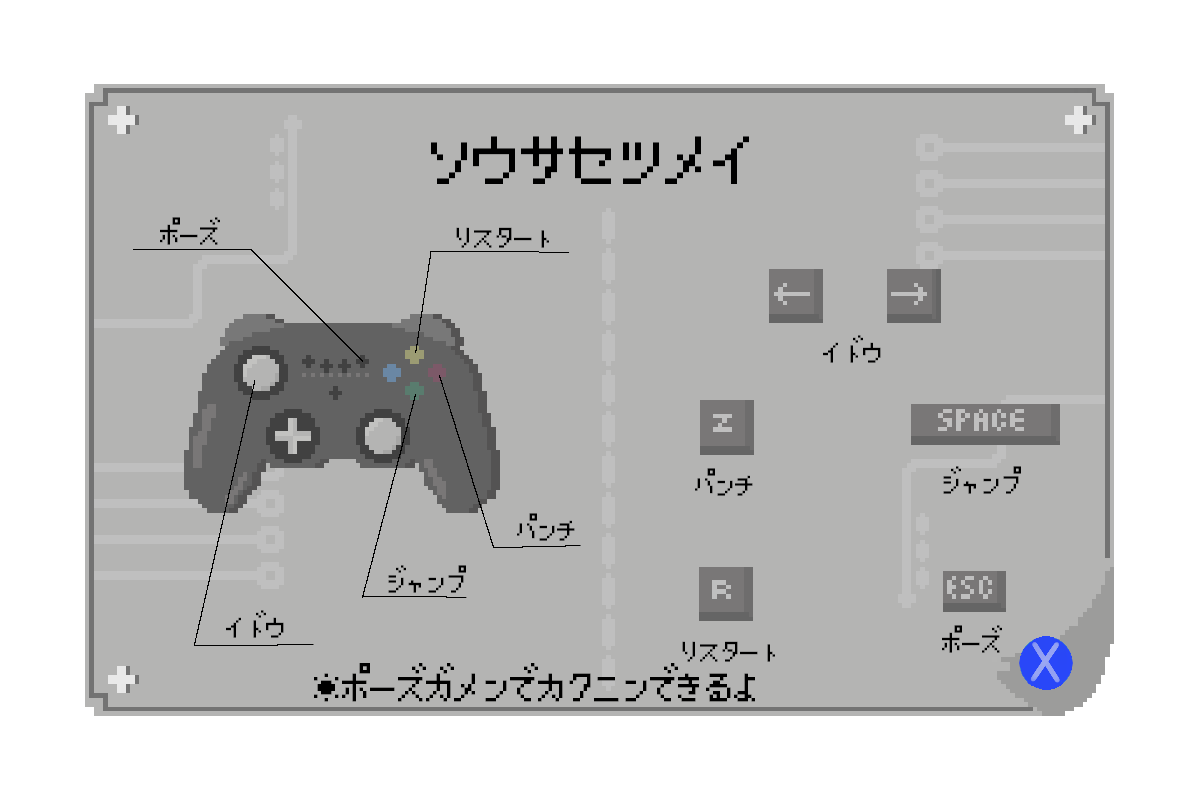 ソウサセツメイ
ポーズ
リスタート
パンチ
ジャンプ
イドウ
←
→
イドウ
Z
パンチ
SPACE
ジャンプ
R
リスタート
ESC
ポーズ
X
※ポーズガメンでカクニンできるよ